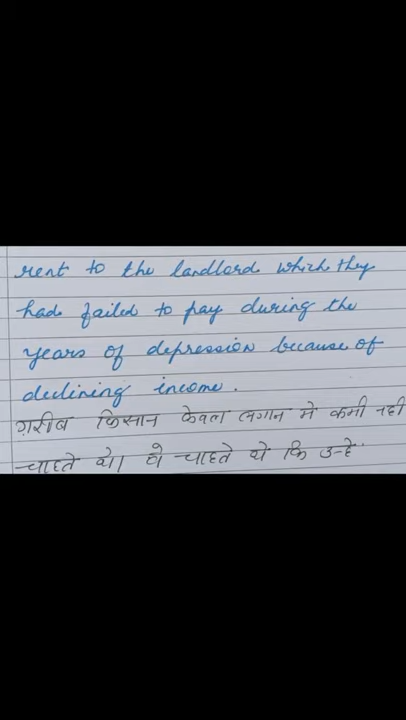 rent to the landlord which they
had failed to pay during the
years of depression because of
declining income.
ग़रीब किसान केवल लगान मे कमी नही
चाहते थे। वे चाहते थे कि उन्हे